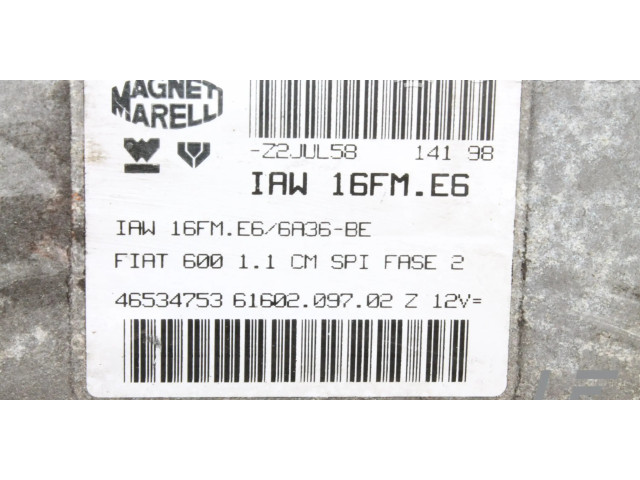 MAGNETI
MARELLI
-Z2JUL58 141 98
IAW 16FM.E6
IAW 16FM.E6/6A36-BE
FIAT 600 1.1 CM SPI FASE 2
46534753 61602.097.02 Z 12V=